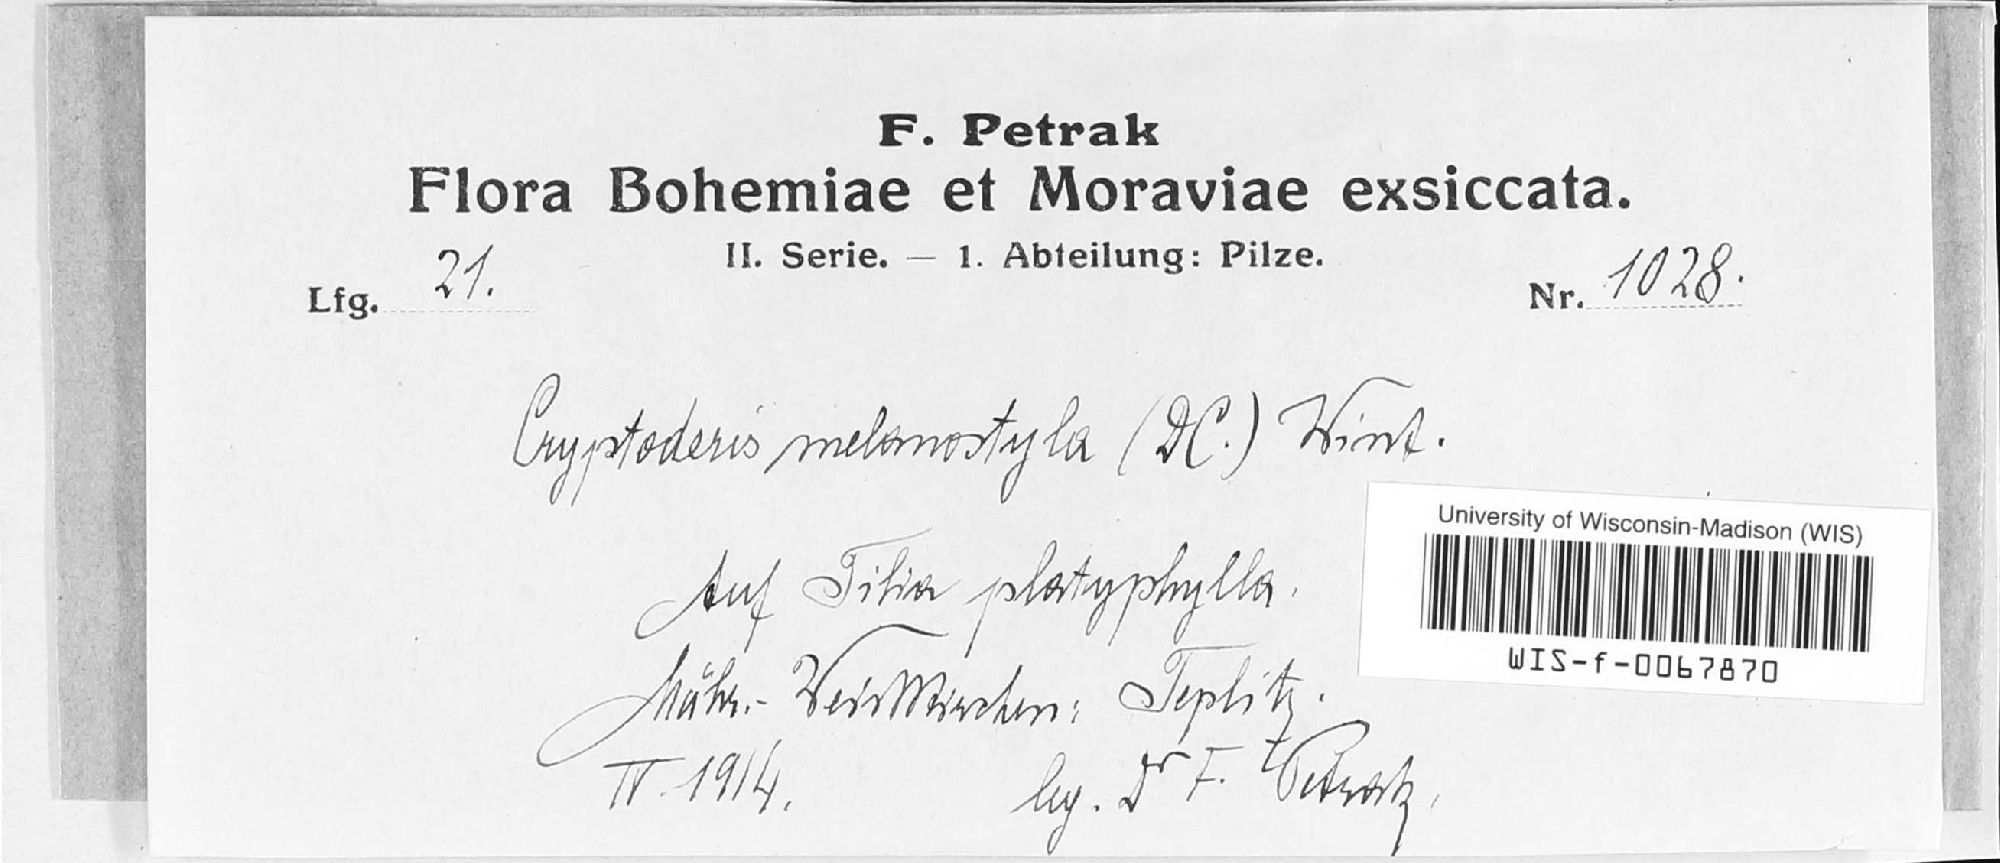 F. Petrak
Flora Bohemiae et Moraviae exsiccata.
II. Serie. — 1. Abteilung: Pilze.
Lfg. 21.
Nr. 1028.
Cryptoderis melanostyla (DC.) Wint.
Auf Tilia platyphylla.
Mähr.-Weisskirchen: Teplitz.
IV. 1914.
leg. Dr F. Petrak.
University of Wisconsin-Madison (WIS)
WIS-f-0067870